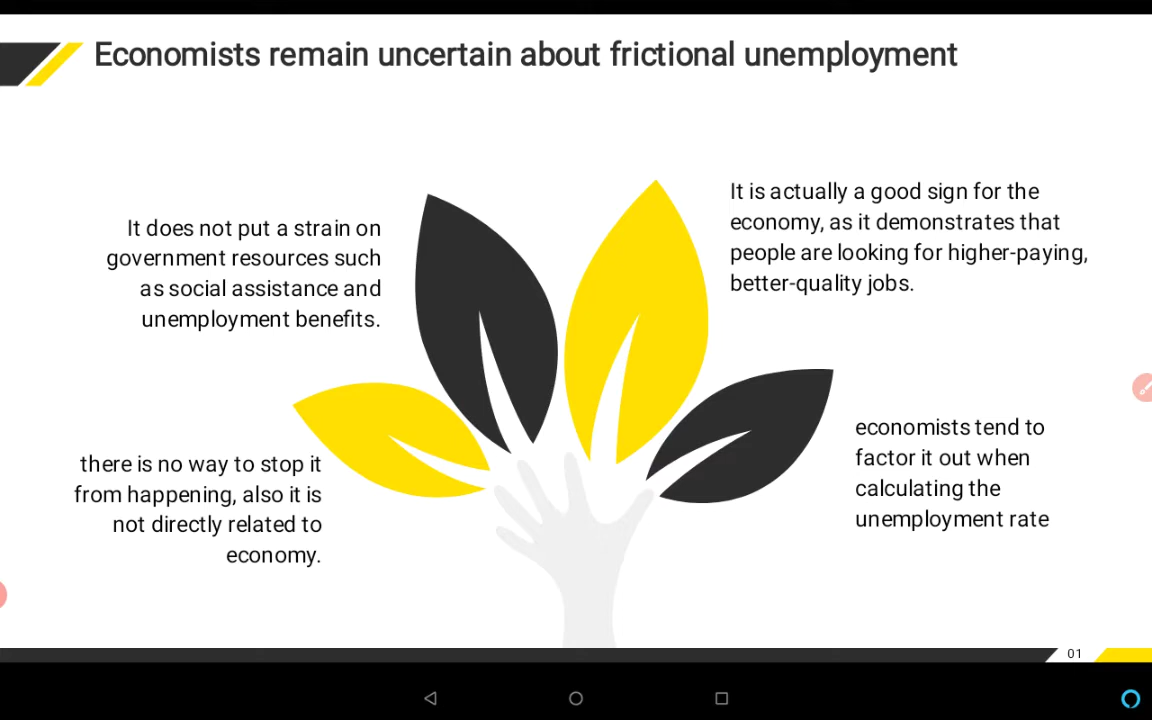 Economists remain uncertain about frictional unemployment
It does not put a strain on
government resources such
as social assistance and
unemployment benefits.
It is actually a good sign for the
economy, as it demonstrates that
people are looking for higher-paying,
better-quality jobs.
there is no way to stop it
from happening, also it is
not directly related to
economy.
economists tend to
factor it out when
calculating the
unemployment rate
01